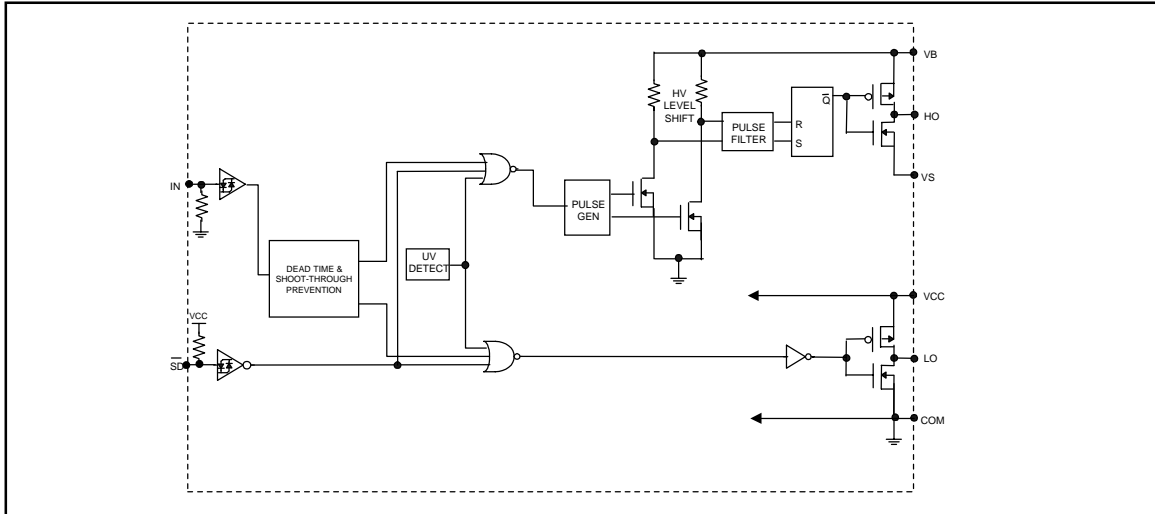 VB
HV
LEVEL
SHIFT
Q̅
PULSE
FILTER
R
S
HO
IN
VS
PULSE
GEN
UV
DETECT
DEAD TIME &
SHOOT-THROUGH
PREVENTION
VCC
VCC
S̅D̅
LO
COM